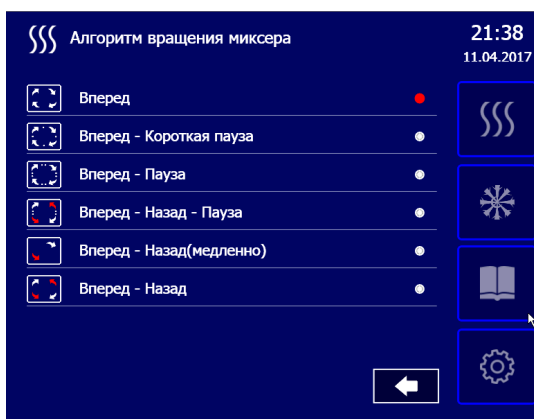 Алгоритм вращения миксера
21:38
11.04.2017
Вперед
Вперед - Короткая пауза
Вперед - Пауза
Вперед - Назад - Пауза
Вперед - Назад(медленно)
Вперед - Назад